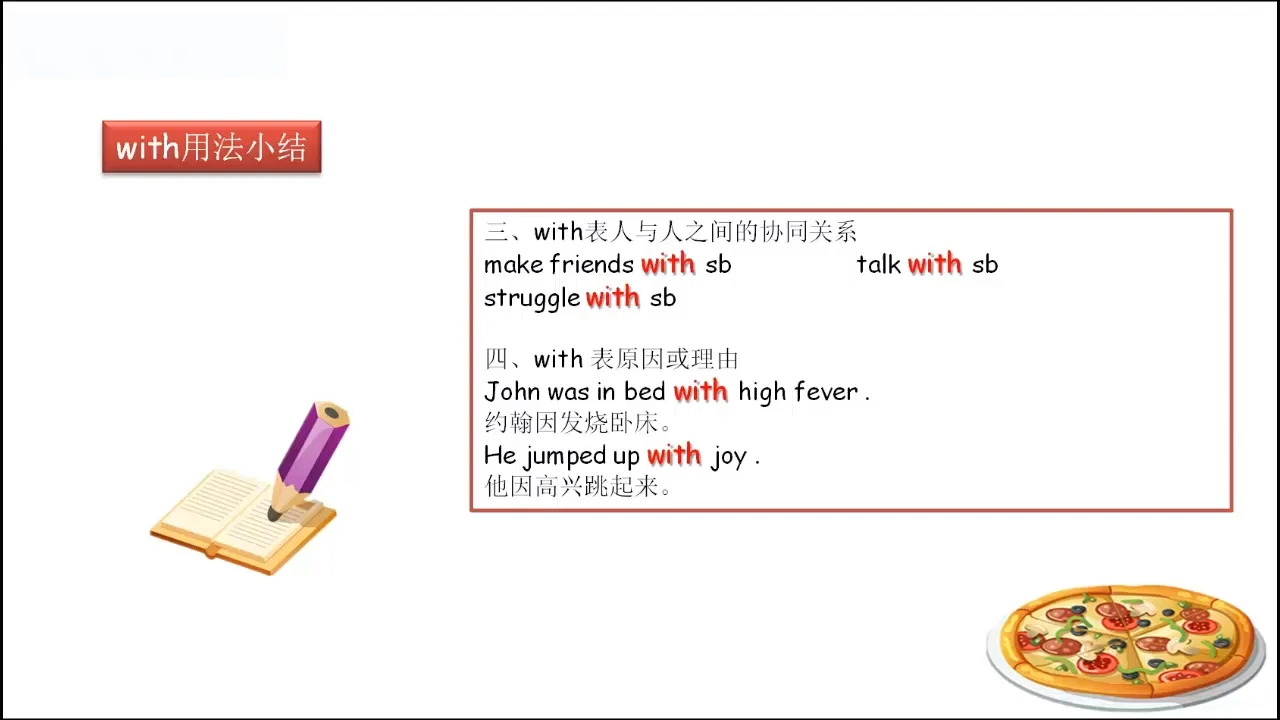 with用法小结
三、with表人与人之间的协同关系
make friends with sb talk with sb
struggle with sb
四、with 表原因或理由
John was in bed with high fever .
约翰因发烧卧床。
He jumped up with joy .
他因高兴跳起来。